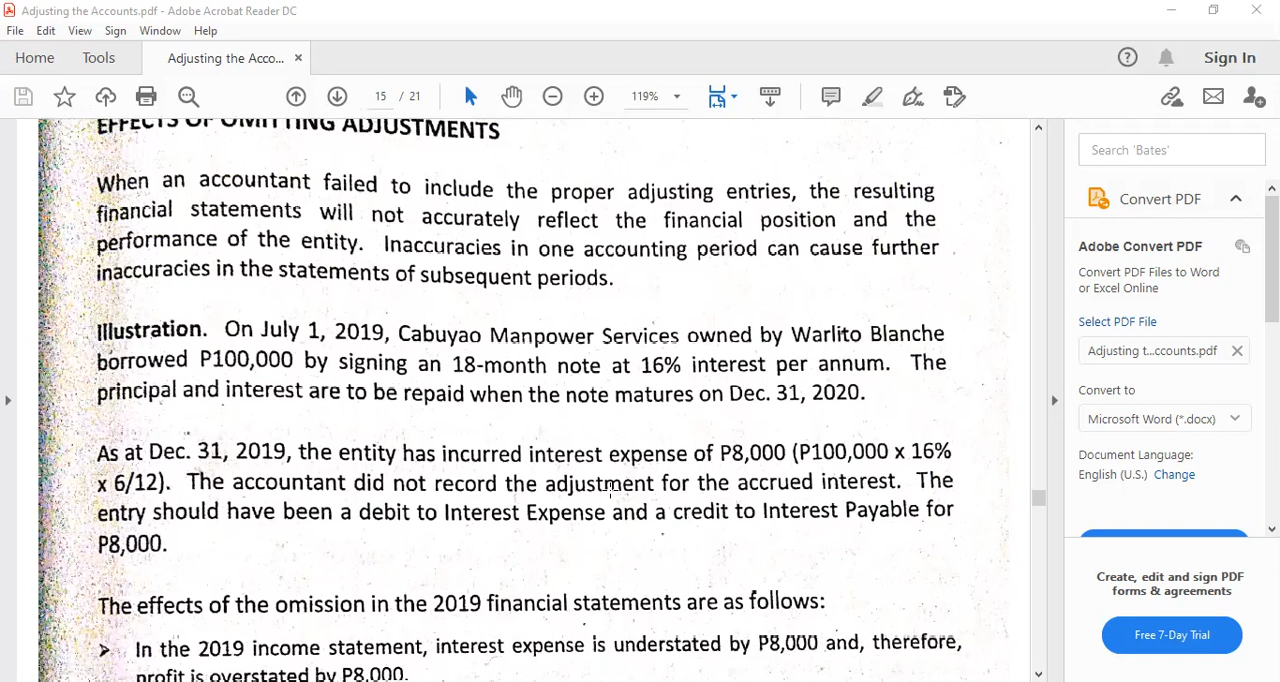 Adjusting the Accounts.pdf - Adobe Acrobat Reader DC
File Edit View Sign Window Help
Home Tools Adjusting the Acco... × Sign In
15 / 21 119%
EFFECTS OF OMITTING ADJUSTMENTS
When an accountant failed to include the proper adjusting entries, the resulting
financial statements will not accurately reflect the financial position and the
performance of the entity. Inaccuracies in one accounting period can cause further
inaccuracies in the statements of subsequent periods.
Illustration. On July 1, 2019, Cabuyao Manpower Services owned by Warlito Blanche
borrowed P100,000 by signing an 18-month note at 16% interest per annum. The
principal and interest are to be repaid when the note matures on Dec. 31, 2020.
As at Dec. 31, 2019, the entity has incurred interest expense of P8,000 (P100,000 x 16%
x 6/12). The accountant did not record the adjustment for the accrued interest. The
entry should have been a debit to Interest Expense and a credit to Interest Payable for
P8,000.
The effects of the omission in the 2019 financial statements are as follows:
➢ In the 2019 income statement, interest expense is understated by P8,000 and, therefore,
profit is overstated by P8,000.
Search 'Bates'
Convert PDF
Adobe Convert PDF
Convert PDF Files to Word
or Excel Online
Select PDF File
Adjusting t...ccounts.pdf
Convert to
Microsoft Word (*.docx)
Document Language:
English (U.S.) Change
Create, edit and sign PDF
forms & agreements
Free 7-Day Trial